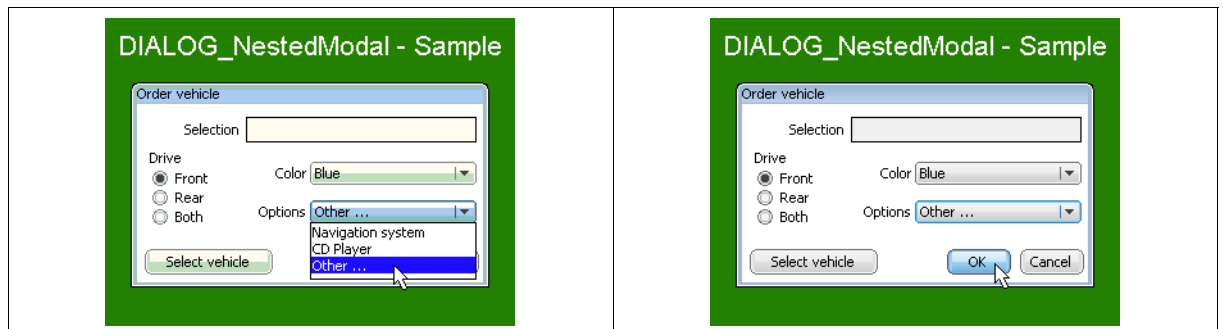 DIALOG_NestedModal - Sample
Order vehicle
Selection
Drive
Front
Color Blue
Rear
Both
Options Other ...
Navigation system
CD Player
Other ...
Select vehicle
DIALOG_NestedModal - Sample
Order vehicle
Selection
Drive
Front
Color Blue
Rear
Both
Options Other ...
Select vehicle
OK
Cancel